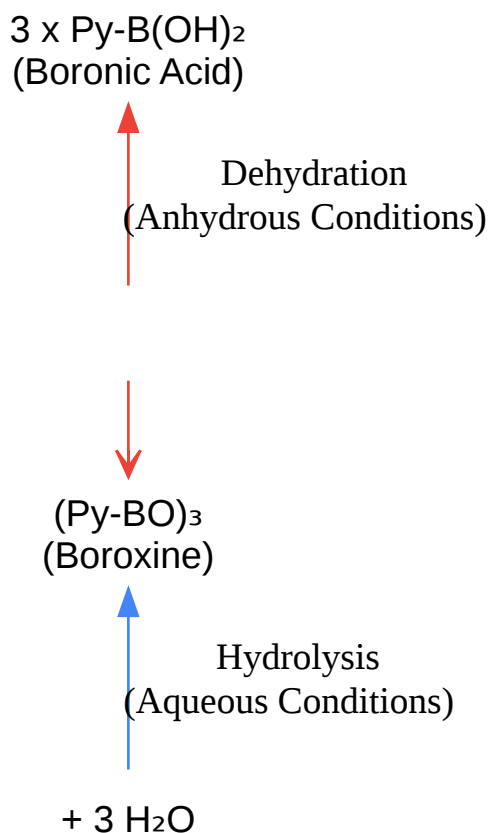 3 x Py-B(OH)₂
(Boronic Acid)
Dehydration
(Anhydrous Conditions)
(Py-BO)₃
(Boroxine)
Hydrolysis
(Aqueous Conditions)
+ 3 H₂O